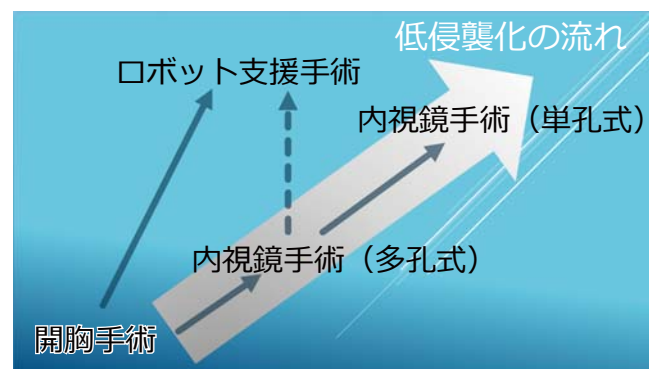 低侵襲化の流れ
ロボット支援手術
内視鏡手術（単孔式）
内視鏡手術（多孔式）
開胸手術